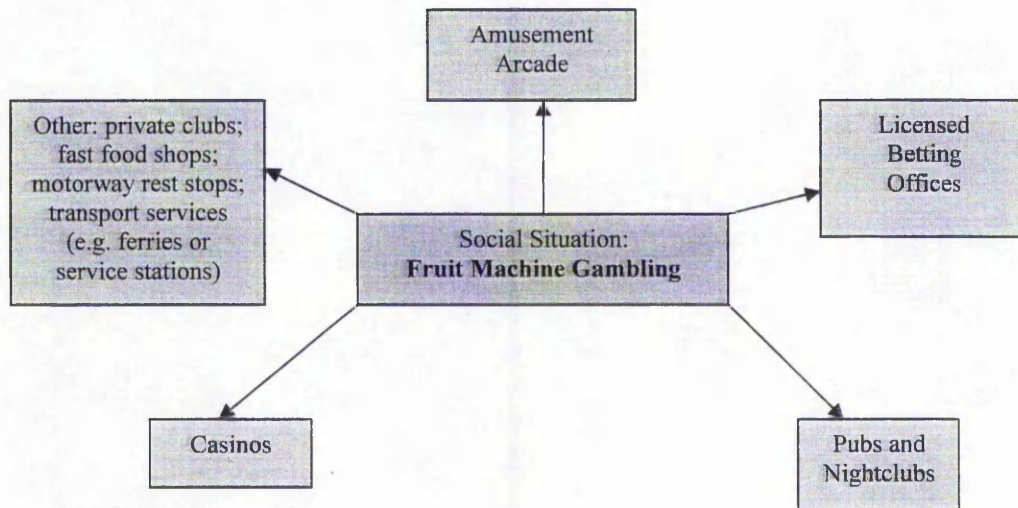 Amusement
Arcade
Other: private clubs;
fast food shops;
motorway rest stops;
transport services
(e.g. ferries or
service stations)
Licensed
Betting
Offices
Social Situation:
Fruit Machine Gambling
Casinos
Pubs and
Nightclubs